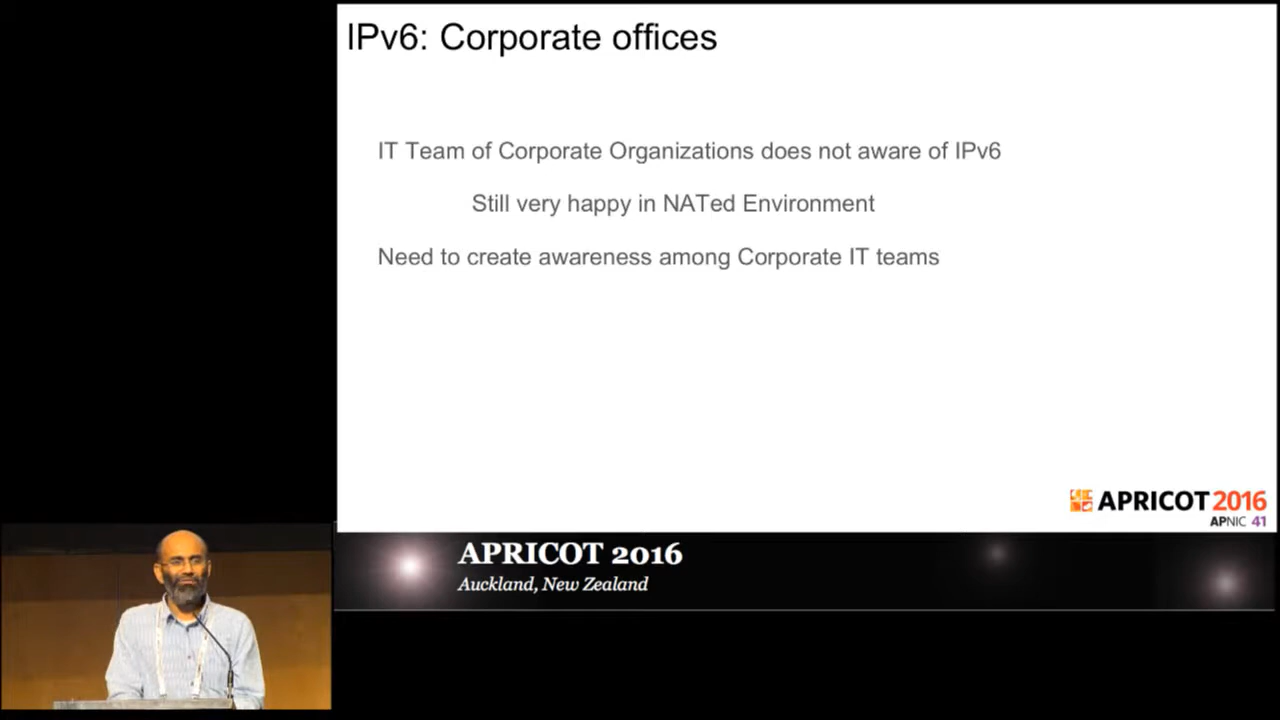 IPv6: Corporate offices
IT Team of Corporate Organizations does not aware of IPv6
Still very happy in NATed Environment
Need to create awareness among Corporate IT teams
APRICOT 2016
APNIC 41
APRICOT 2016
Auckland, New Zealand